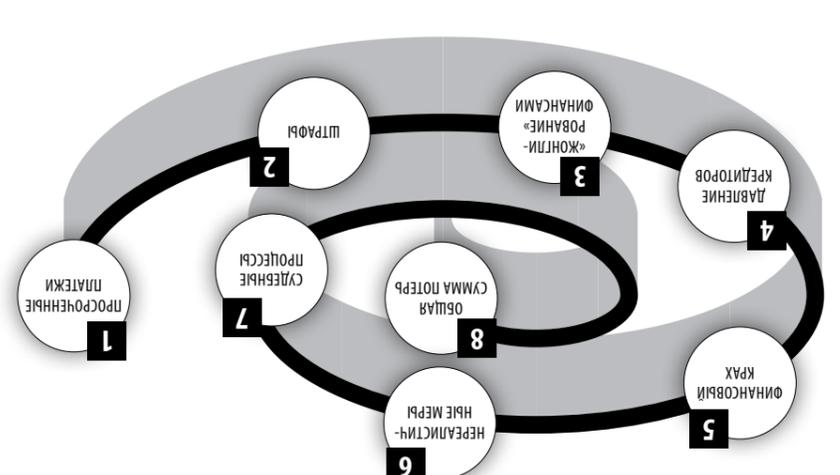 1
ПРОСРОЧЕННЫЕ
ПЛАТЕЖИ
2
ШТРАФЫ
3
«ЖОНГЛИ-
РОВАНИЕ»
ФИНАНСАМИ
4
ДАВЛЕНИЕ
КРЕДИТОРОВ
5
ФИНАНСОВЫЙ
КРАХ
6
НЕРЕАЛИСТИЧ-
НЫЕ МЕРЫ
7
СУДЕБНЫЕ
ПРОЦЕССЫ
8
ОБЩАЯ
СУММА ПОТЕРЬ